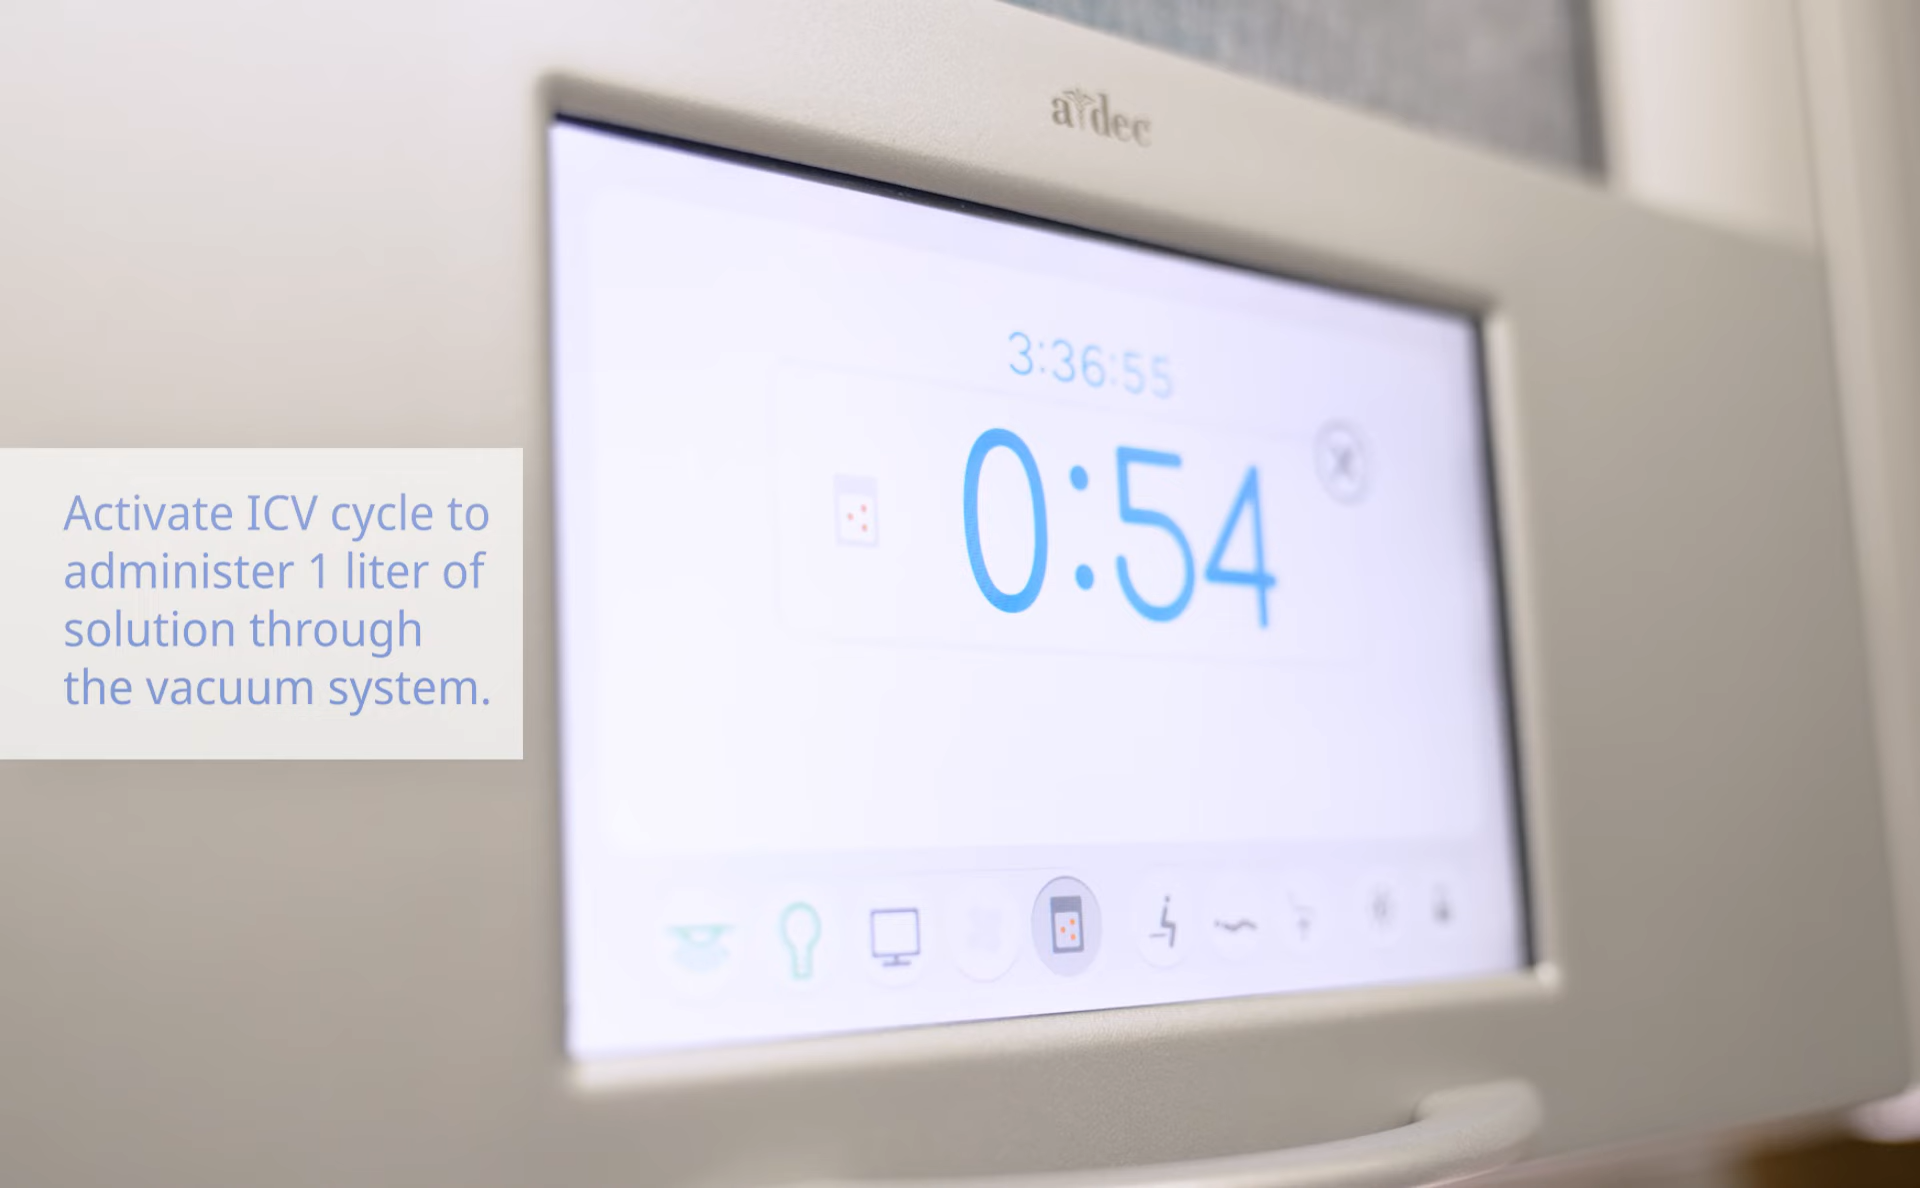 a dec
3:36:55
0:54
Activate ICV cycle to
administer 1 liter of
solution through
the vacuum system.